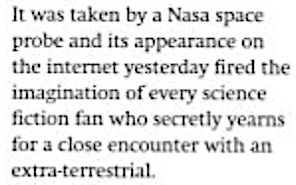 It was taken by a Nasa space
probe and its appearance on
the internet yesterday fired the
imagination of every science
fiction fan who secretly yearns
for a close encounter with an
extra-terrestrial.